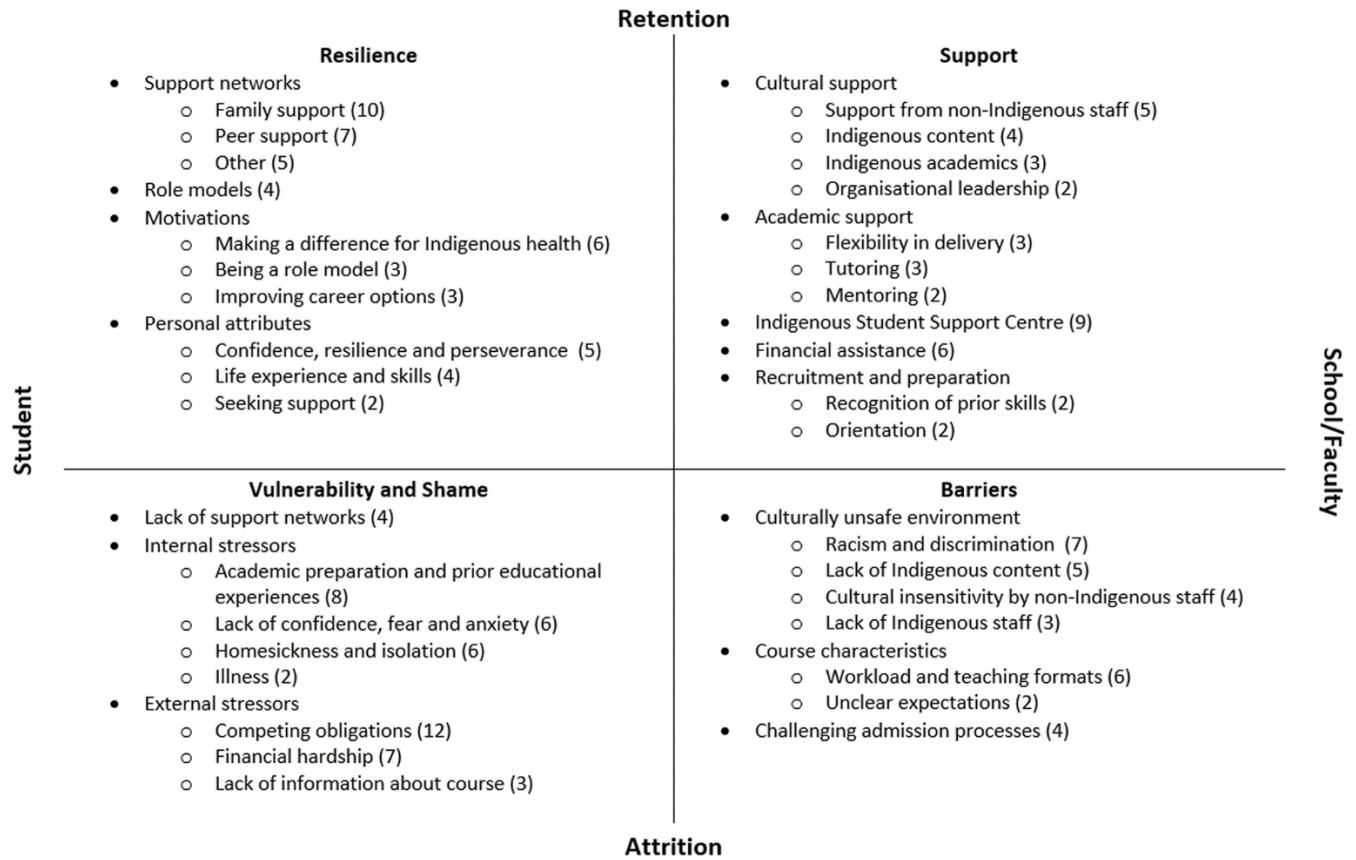 Retention
Resilience
• Support networks
o Family support (10)
o Peer support (7)
o Other (5)
• Role models (4)
• Motivations
o Making a difference for Indigenous health (6)
o Being a role model (3)
o Improving career options (3)
• Personal attributes
o Confidence, resilience and perseverance (5)
o Life experience and skills (4)
o Seeking support (2)
Support
• Cultural support
o Support from non-Indigenous staff (5)
o Indigenous content (4)
o Indigenous academics (3)
o Organisational leadership (2)
• Academic support
o Flexibility in delivery (3)
o Tutoring (3)
o Mentoring (2)
• Indigenous Student Support Centre (9)
• Financial assistance (6)
• Recruitment and preparation
o Recognition of prior skills (2)
o Orientation (2)
Student
School/Faculty
Vulnerability and Shame
• Lack of support networks (4)
• Internal stressors
o Academic preparation and prior educational
experiences (8)
o Lack of confidence, fear and anxiety (6)
o Homesickness and isolation (6)
o Illness (2)
• External stressors
o Competing obligations (12)
o Financial hardship (7)
o Lack of information about course (3)
Barriers
• Culturally unsafe environment
o Racism and discrimination (7)
o Lack of Indigenous content (5)
o Cultural insensitivity by non-Indigenous staff (4)
o Lack of Indigenous staff (3)
• Course characteristics
o Workload and teaching formats (6)
o Unclear expectations (2)
• Challenging admission processes (4)
Attrition